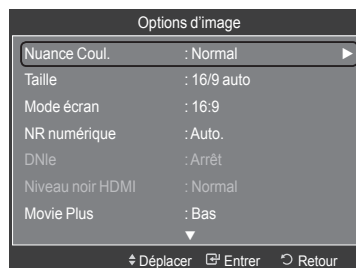 Options d’image
Nuance Coul. : Normal
Taille : 16/9 auto
Mode écran : 16:9
NR numérique : Auto.
DNIe : Arrêt
Niveau noir HDMI : Normal
Movie Plus : Bas
Déplacer Entrer Retour